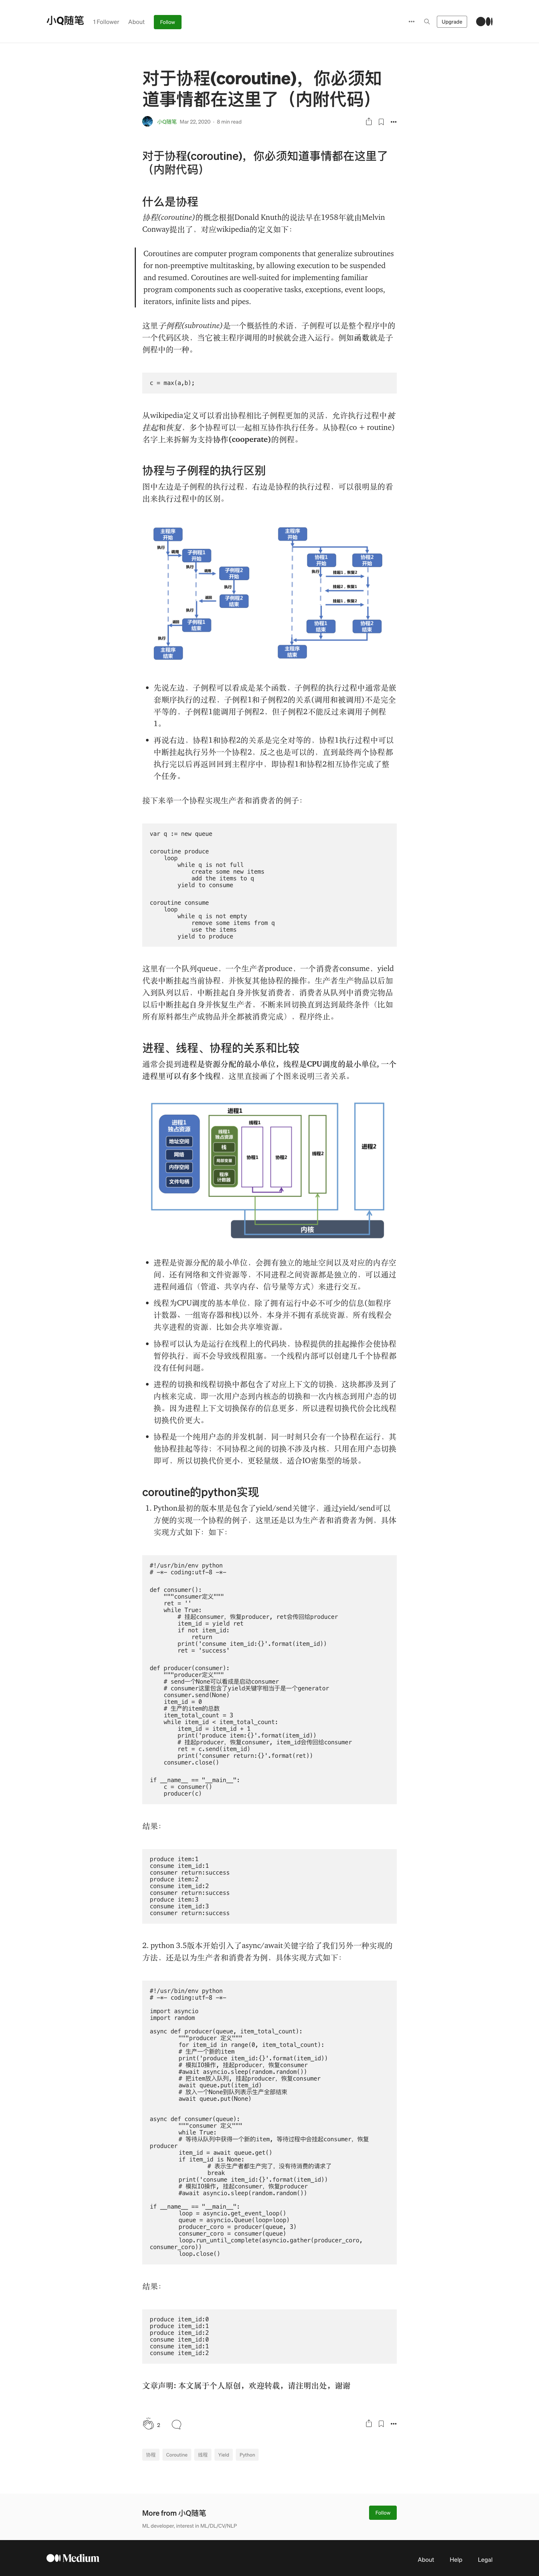 小Q随笔
1 Follower
About
Follow
Upgrade
对于协程(coroutine)，你必须知
道事情都在这里了（内附代码）
小Q随笔 Mar 22, 2020 · 8 min read
对于协程(coroutine)，你必须知道事情都在这里了
（内附代码）
什么是协程
协程(coroutine)的概念根据Donald Knuth的说法早在1958年就由Melvin
Conway提出了，对应wikipedia的定义如下：
Coroutines are computer program components that generalize subroutines
for non-preemptive multitasking, by allowing execution to be suspended
and resumed. Coroutines are well-suited for implementing familiar
program components such as cooperative tasks, exceptions, event loops,
iterators, infinite lists and pipes.
这里子例程(subroutine)是一个概括性的术语，子例程可以是整个程序中的
一个代码区块，当它被主程序调用的时候就会进入运行。例如函数就是子
例程中的一种。
c = max(a,b);
从wikipedia定义可以看出协程相比子例程更加的灵活，允许执行过程中被
挂起和恢复，多个协程可以一起相互协作执行任务。从协程(co + routine)
名字上来拆解为支持协作(cooperate)的例程。
协程与子例程的执行区别
图中左边是子例程的执行过程，右边是协程的执行过程，可以很明显的看
出来执行过程中的区别。
主程序
开始
执行
调用
子例程1
开始
执行
调用
子例程2
开始
执行
子例程2
结束
返回
执行
子例程1
结束
返回
执行
主程序
结束
主程序
开始
协程1
开始
协程2
开始
执行
挂起1，恢复2
挂起2，恢复1
挂起1，恢复2
协程1
结束
协程2
结束
主程序
结束
先说左边，子例程可以看成是某个函数，子例程的执行过程中通常是嵌
套顺序执行的过程，子例程1和子例程2的关系(调用和被调用)不是完全
平等的，子例程1能调用子例程2，但子例程2不能反过来调用子例程
1。
再说右边，协程1和协程2的关系是完全对等的，协程1执行过程中可以
中断挂起执行另外一个协程2，反之也是可以的，直到最终两个协程都
执行完以后再返回回到主程序中，即协程1和协程2相互协作完成了整
个任务。
接下来举一个协程实现生产者和消费者的例子：
var q := new queue
coroutine produce
loop
while q is not full
create some new items
add the items to q
yield to consume
coroutine consume
loop
while q is not empty
remove some items from q
use the items
yield to produce
这里有一个队列queue，一个生产者produce，一个消费者consume，yield
代表中断挂起当前协程，并恢复其他协程的操作。生产者生产物品以后加
入到队列以后，中断挂起自身并恢复消费者，消费者从队列中消费完物品
以后中断挂起自身并恢复生产者，不断来回切换直到达到最终条件（比如
所有原料都生产成物品并全都被消费完成），程序终止。
进程、线程、协程的关系和比较
通常会提到进程是资源分配的最小单位，线程是CPU调度的最小单位, 一个
进程里可以有多个线程，这里直接画了个图来说明三者关系。
进程1
进程1
独占资源
地址空间
网络
内存空间
文件句柄
线程1
线程1
独占资源
栈
局部变量
程序
计数器
协程1
协程2
线程2
进程2
内核
进程是资源分配的最小单位，会拥有独立的地址空间以及对应的内存空
间，还有网络和文件资源等，不同进程之间资源都是独立的，可以通过
进程间通信（管道、共享内存、信号量等方式）来进行交互。
线程为CPU调度的基本单位，除了拥有运行中必不可少的信息(如程序
计数器、一组寄存器和栈)以外，本身并不拥有系统资源，所有线程会
共享进程的资源，比如会共享堆资源。
协程可以认为是运行在线程上的代码块，协程提供的挂起操作会使协程
暂停执行，而不会导致线程阻塞。一个线程内部可以创建几千个协程都
没有任何问题。
进程的切换和线程切换中都包含了对应上下文的切换，这块都涉及到了
内核来完成，即一次用户态到内核态的切换和一次内核态到用户态的切
换。因为进程上下文切换保存的信息更多，所以进程切换代价会比线程
切换代价更大。
协程是一个纯用户态的并发机制，同一时刻只会有一个协程在运行，其
他协程挂起等待；不同协程之间的切换不涉及内核，只用在用户态切换
即可，所以切换代价更小，更轻量级，适合IO密集型的场景。
coroutine的python实现
1. Python最初的版本里是包含了yield/send关键字，通过yield/send可以
方便的实现一个协程的例子，这里还是以为生产者和消费者为例，具体
实现方式如下：如下：
#!/usr/bin/env python
# -*- coding:utf-8 -*-
def consumer():
"""consumer定义"""
ret = ''
while True:
# 挂起consumer，恢复producer, ret会传回给producer
item_id = yield ret
if not item_id:
return
print('consume item_id:{}'.format(item_id))
ret = 'success'
def producer(consumer):
"""producer定义"""
# send一个None可以看成是启动consumer
# consumer这里包含了yield关键字相当于是一个generator
consumer.send(None)
item_id = 0
# 生产的item的总数
item_total_count = 3
while item_id < item_total_count:
item_id = item_id + 1
print('produce item:{}'.format(item_id))
# 挂起producer，恢复consumer, item_id会传回给consumer
ret = c.send(item_id)
print('consumer return:{}'.format(ret))
consumer.close()
if __name__ == "__main__":
c = consumer()
producer(c)
结果：
produce item:1
consume item_id:1
consumer return:success
produce item:2
consume item_id:2
consumer return:success
produce item:3
consume item_id:3
consumer return:success
2. python 3.5版本开始引入了async/await关键字给了我们另外一种实现的
方法，还是以为生产者和消费者为例，具体实现方式如下：
#!/usr/bin/env python
# -*- coding:utf-8 -*-
import asyncio
import random
async def producer(queue, item_total_count):
"""producer 定义"""
for item_id in range(0, item_total_count):
# 生产一个新的item
print('produce item_id:{}'.format(item_id))
# 模拟IO操作, 挂起producer，恢复consumer
#await asyncio.sleep(random.random())
# 把item放入队列, 挂起producer，恢复consumer
await queue.put(item_id)
# 放入一个None到队列表示生产全部结束
await queue.put(None)
async def consumer(queue):
"""consumer 定义"""
while True:
# 等待从队列中获得一个新的item, 等待过程中会挂起consumer，恢复
producer
item_id = await queue.get()
if item_id is None:
# 表示生产者都生产完了，没有待消费的请求了
break
print('consume item_id:{}'.format(item_id))
# 模拟IO操作, 挂起consumer，恢复producer
#await asyncio.sleep(random.random())
if __name__ == "__main__":
loop = asyncio.get_event_loop()
queue = asyncio.Queue(loop=loop)
producer_coro = producer(queue, 3)
consumer_coro = consumer(queue)
loop.run_until_complete(asyncio.gather(producer_coro,
consumer_coro))
loop.close()
结果：
produce item_id:0
produce item_id:1
produce item_id:2
consume item_id:0
consume item_id:1
consume item_id:2
文章声明: 本文属于个人原创，欢迎转载，请注明出处，谢谢
2
协程
Coroutine
线程
Yield
Python
More from 小Q随笔
Follow
ML developer, interest in ML/DL/CV/NLP
Medium
About
Help
Legal